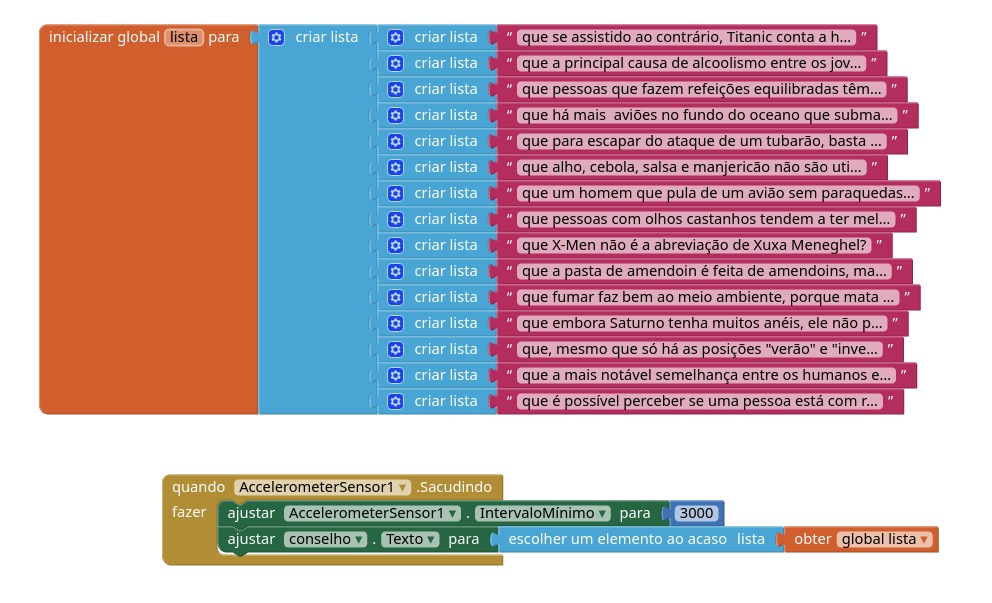 inicializar global lista para criar lista criar lista “ que se assistido ao contrário, Titanic conta a h... ”
criar lista “ que a principal causa de alcoolismo entre os jov... ”
criar lista “ que pessoas que fazem refeições equilibradas têm... ”
criar lista “ que há mais  aviões no fundo do oceano que subma... ”
criar lista “ que para escapar do ataque de um tubarão, basta ... ”
criar lista “ que alho, cebola, salsa e manjericão não são uti... ”
criar lista “ que um homem que pula de um avião sem paraquedas... ”
criar lista “ que pessoas com olhos castanhos tendem a ter mel... ”
criar lista “ que X-Men não é a abreviação de Xuxa Meneghel? ”
criar lista “ que a pasta de amendoin é feita de amendoins, ma... ”
criar lista “ que fumar faz bem ao meio ambiente, porque mata ... ”
criar lista “ que embora Saturno tenha muitos anéis, ele não p... ”
criar lista “ que, mesmo que só há as posições "verão" e "inve... ”
criar lista “ que a mais notável semelhança entre os humanos e... ”
criar lista “ que é possível perceber se uma pessoa está com r... ”
quando AccelerometerSensor1 .Sacudindo
fazer ajustar AccelerometerSensor1 . IntervaloMínimo para 3000
ajustar conselho . Texto para escolher um elemento ao acaso lista obter global lista